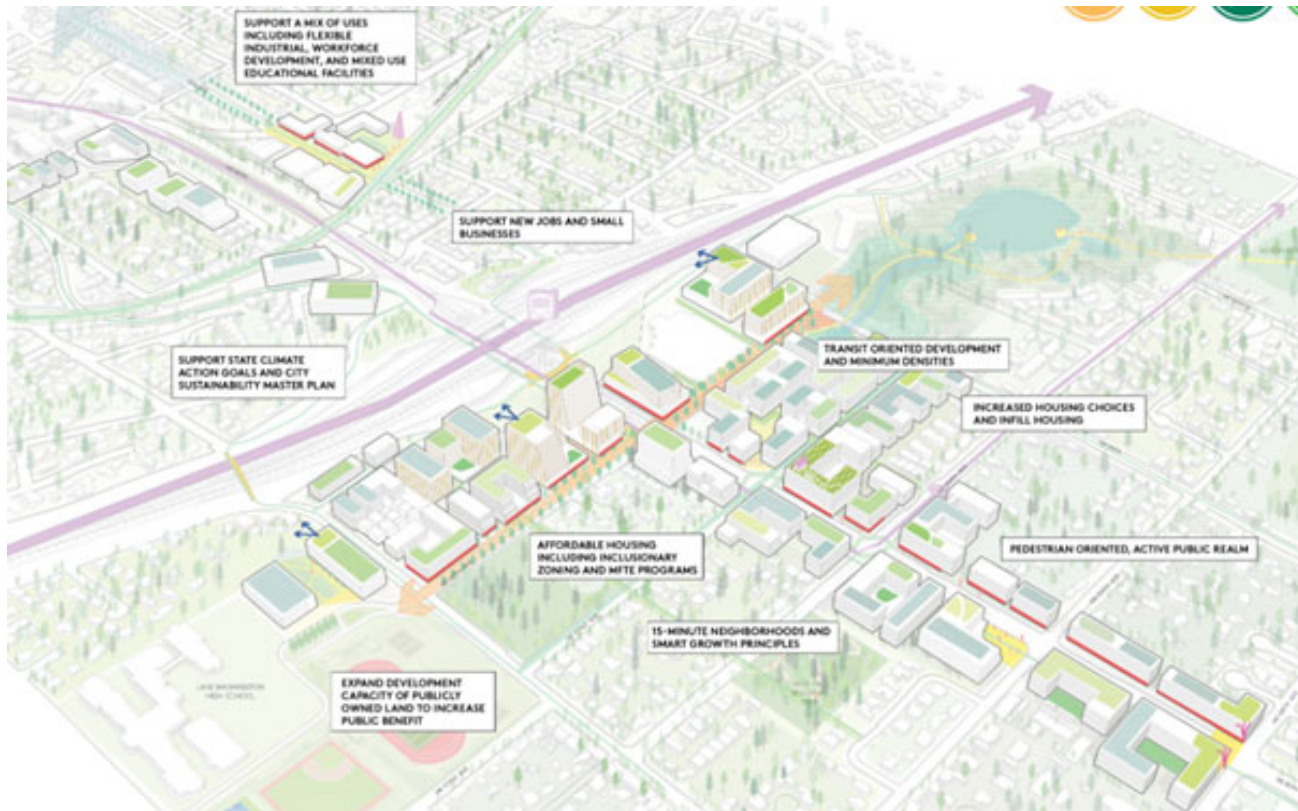 SUPPORT A MIX OF USES
INCLUDING FLEXIBLE
INDUSTRIAL, WORKFORCE
DEVELOPMENT, AND MIXED USE
EDUCATIONAL FACILITIES
SUPPORT NEW JOBS AND SMALL
BUSINESSES
SUPPORT STATE CLIMATE
ACTION GOALS AND CITY
SUSTAINABILITY MASTER PLAN
TRANSIT ORIENTED DEVELOPMENT
AND MINIMUM DENSITIES
INCREASED HOUSING CHOICES
AND INFILL HOUSING
AFFORDABLE HOUSING
INCLUDING INCLUSIONARY
ZONING AND MFTE PROGRAMS
PEDESTRIAN ORIENTED, ACTIVE PUBLIC REALM
15-MINUTE NEIGHBORHOODS AND
SMART GROWTH PRINCIPLES
EXPAND DEVELOPMENT
CAPACITY OF PUBLICLY
OWNED LAND TO INCREASE
PUBLIC BENEFIT
LAKE WASHINGTON
HIGH SCHOOL